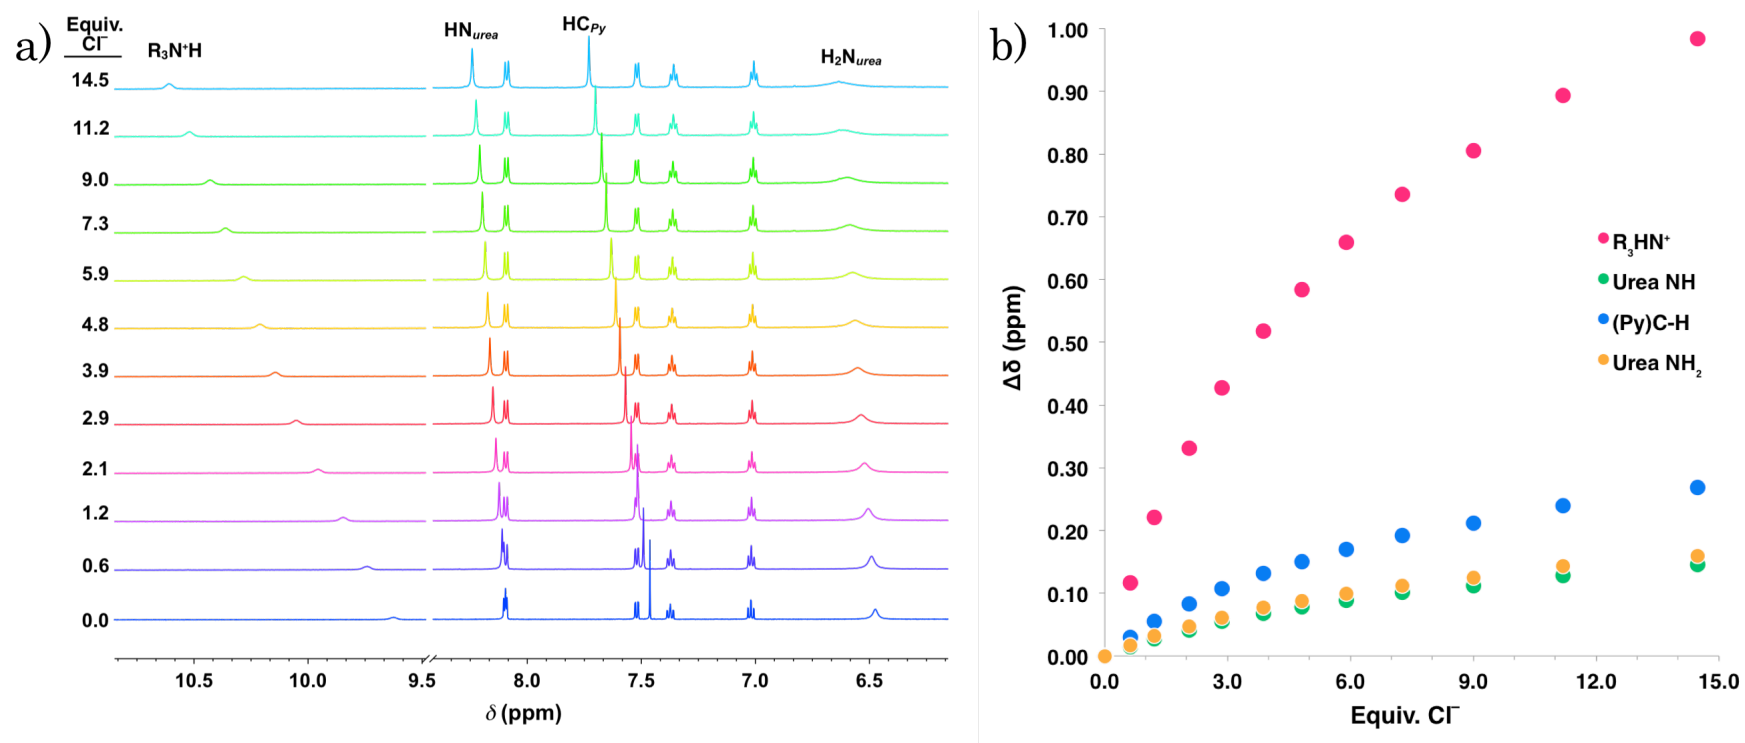 a)
Equiv.
Cl⁻
R₃N⁺H
HNurea
HCPy
H₂Nurea
14.5
11.2
9.0
7.3
5.9
4.8
3.9
2.9
2.1
1.2
0.6
0.0
10.5 10.0 9.5 8.0 7.5 7.0 6.5
δ (ppm)
b)
1.00
0.90
0.80
0.70
0.60
0.50
0.40
0.30
0.20
0.10
0.00
Δδ (ppm)
R₃HN⁺
Urea NH
(Py)C-H
Urea NH₂
0.0 3.0 6.0 9.0 12.0 15.0
Equiv. Cl⁻